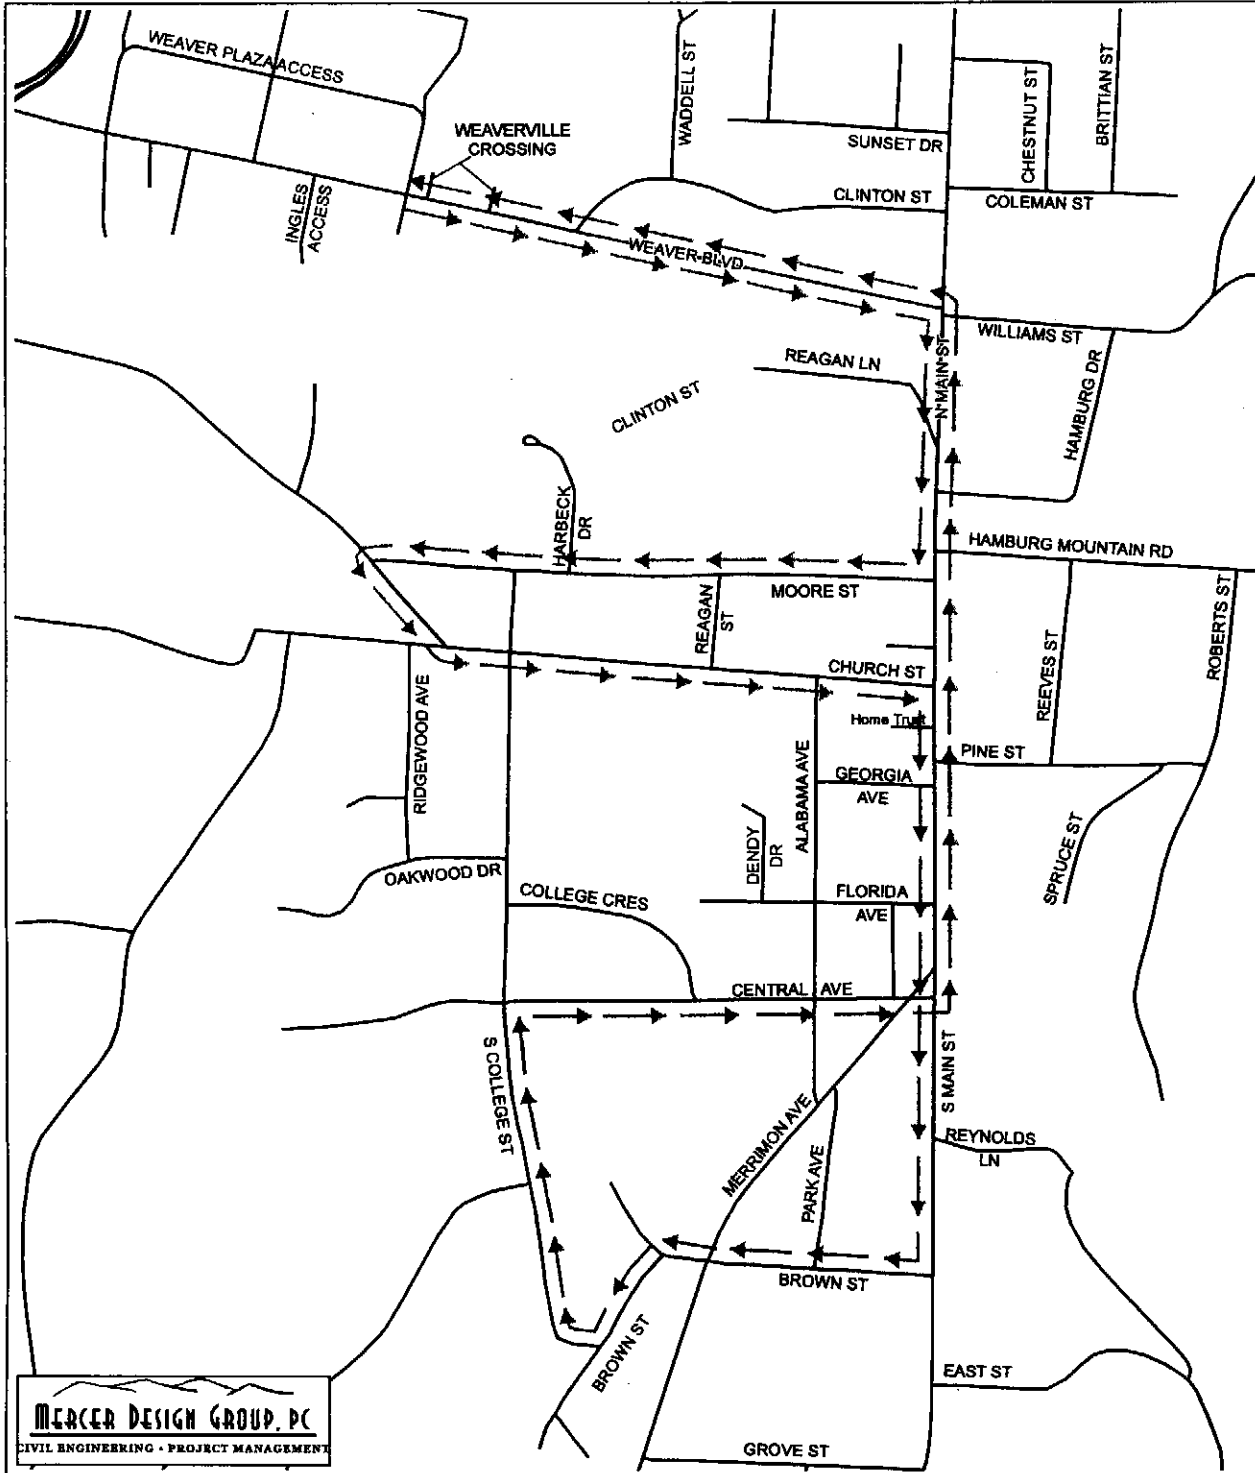 WEAVER PLAZA ACCESS
WADDELL ST
SUNSET DR
CHESTNUT ST
BRITTIAN ST
WEAVERVILLE
CROSSING
INGLES
ACCESS
CLINTON ST
COLEMAN ST
WEAVER BLVD
WILLIAMS ST
REAGAN LN
N MAIN ST
HAMBURG DR
CLINTON ST
HARBECK
DR
HAMBURG MOUNTAIN RD
MOORE ST
REAGAN
ST
REEVES ST
ROBERTS ST
CHURCH ST
RIDGEWOOD AVE
Home Trust
PINE ST
ALABAMA AVE
GEORGIA
AVE
DENDY
DR
SPRUCE ST
OAKWOOD DR
COLLEGE CRES
FLORIDA
AVE
CENTRAL AVE
S COLLEGE ST
S MAIN ST
MERRIMON AVE
PARK AVE
REYNOLDS
LN
BROWN ST
BROWN ST
EAST ST
GROVE ST
MERCER DESIGN GROUP, PC
CIVIL ENGINEERING • PROJECT MANAGEMENT